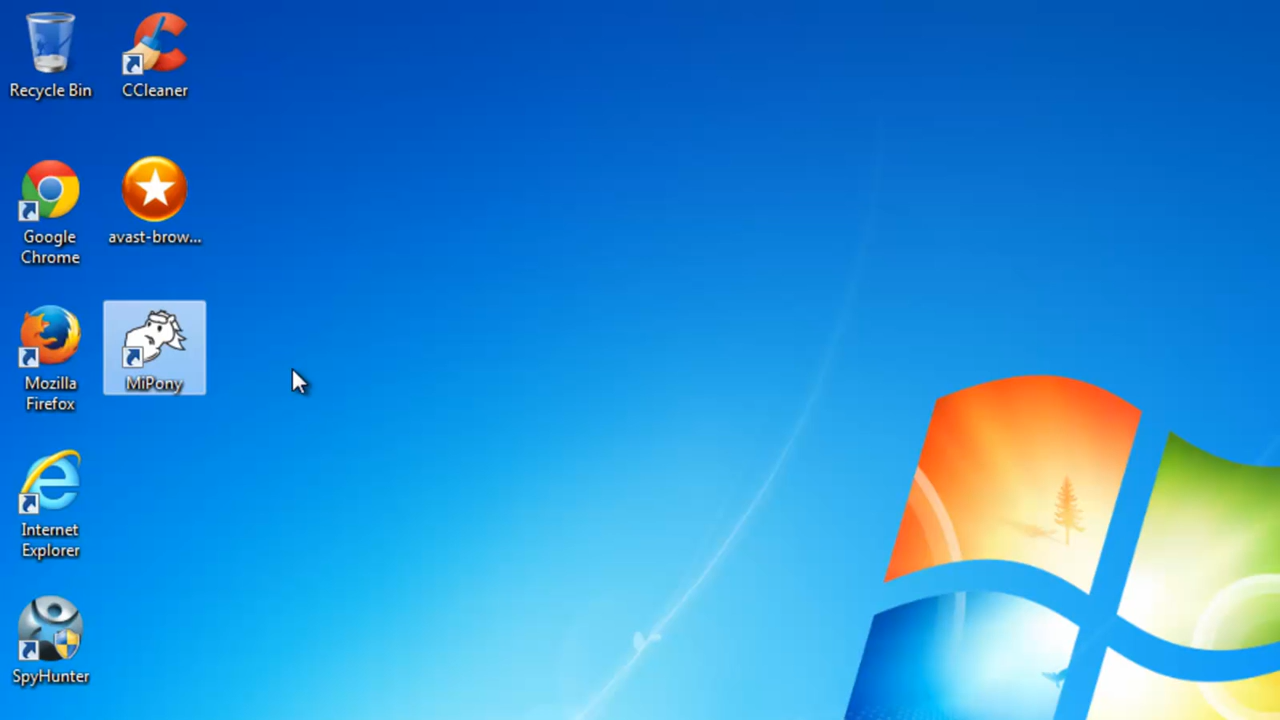 Recycle Bin
CCleaner
Google
Chrome
avast-brow...
Mozilla
Firefox
MiPony
Internet
Explorer
SpyHunter